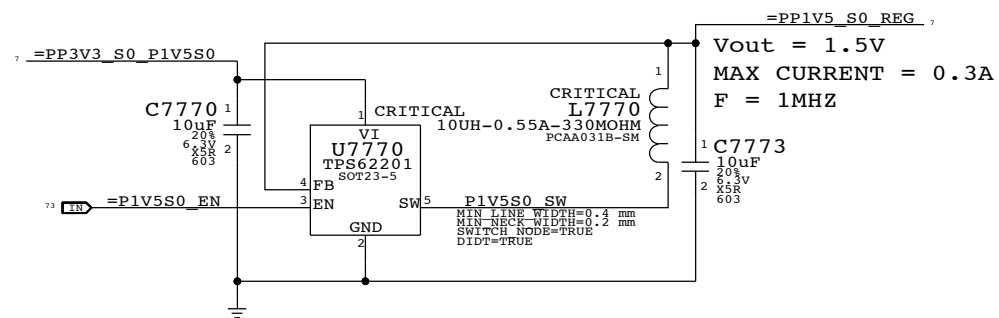 =PP1V5_S0_REG 7
7 =PP3V3_S0_P1V5S0
Vout = 1.5V
MAX CURRENT = 0.3A
F = 1MHZ
C7770 1
10uF
20%
6.3V
X5R
603
2
1 CRITICAL
VI
U7770
TPS62201
SOT23-5
4 FB
3 EN
SW 5
GND
2
1
CRITICAL
L7770
10UH-0.55A-330MOHM
PCAA031B-SM
2
1 C7773
10uF
20%
6.3V
X5R
603
2
73 IN =P1V5S0_EN
P1V5S0_SW
MIN_LINE_WIDTH=0.4 mm
MIN_NECK_WIDTH=0.2 mm
SWITCH_NODE=TRUE
DIDT=TRUE